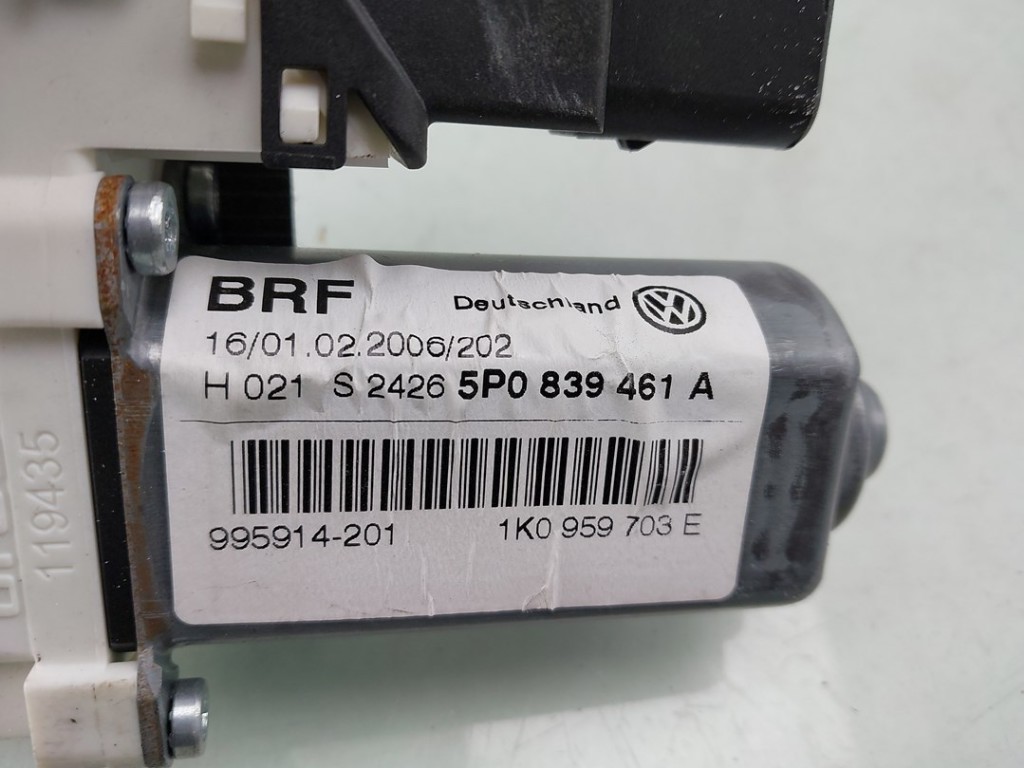 BRF Deutschland
16/01.02.2006/202
H 021 S 2426 5P0 839 461 A
995914-201 1K0 959 703 E
119435